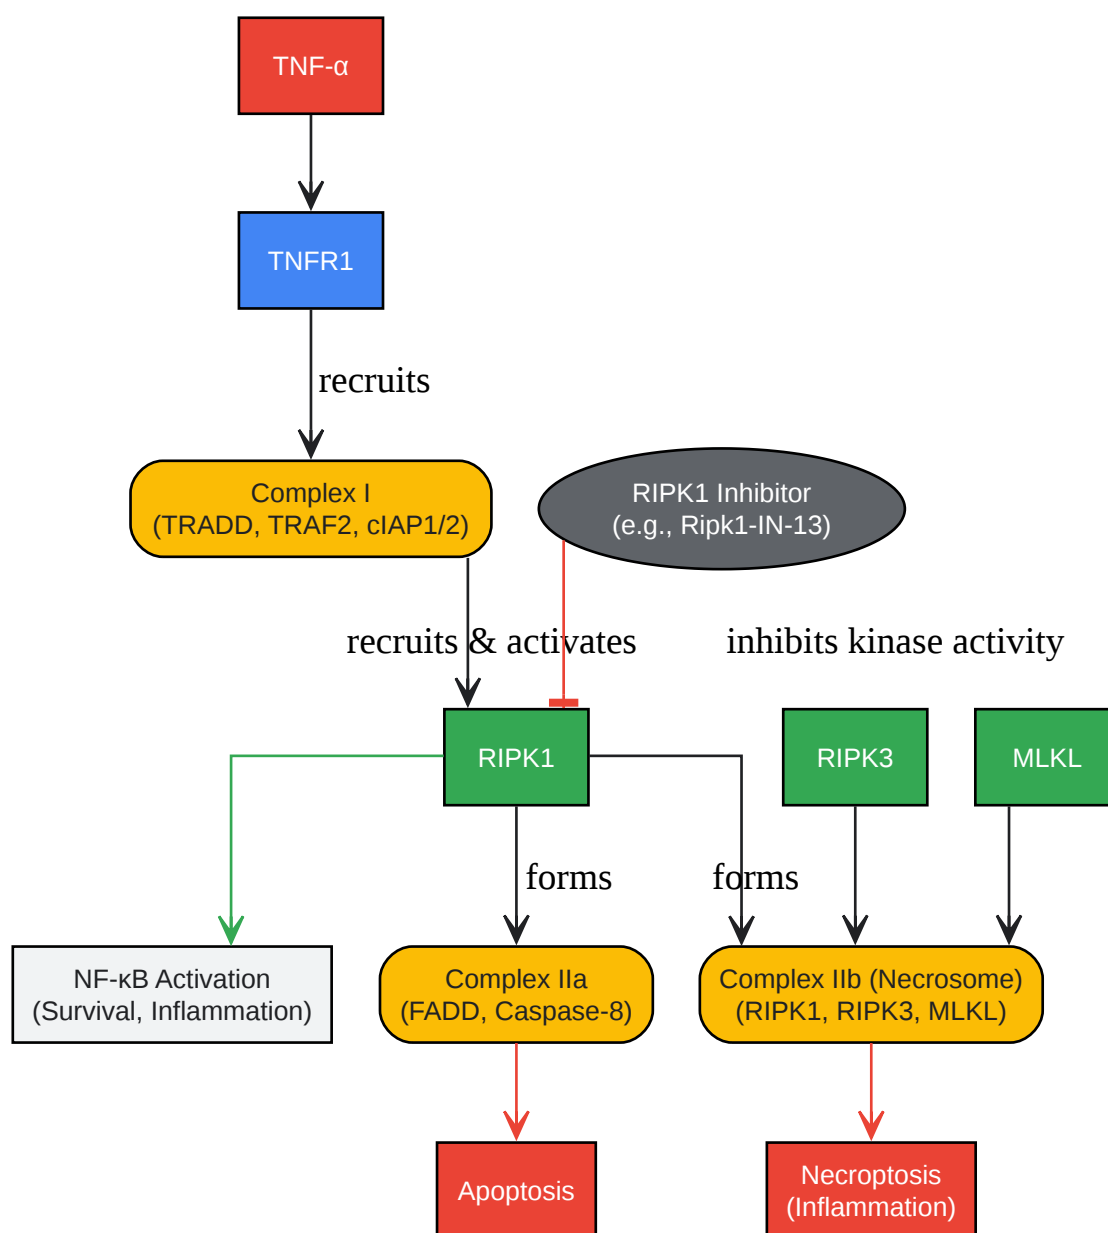 TNF-α
TNFR1
recruits
Complex I
(TRADD, TRAF2, cIAP1/2)
RIPK1 Inhibitor
(e.g., Ripk1-IN-13)
recruits & activates
inhibits kinase activity
RIPK1
RIPK3
MLKL
forms
forms
NF-κB Activation
(Survival, Inflammation)
Complex IIa
(FADD, Caspase-8)
Complex IIb (Necrosome)
(RIPK1, RIPK3, MLKL)
Apoptosis
Necroptosis
(Inflammation)